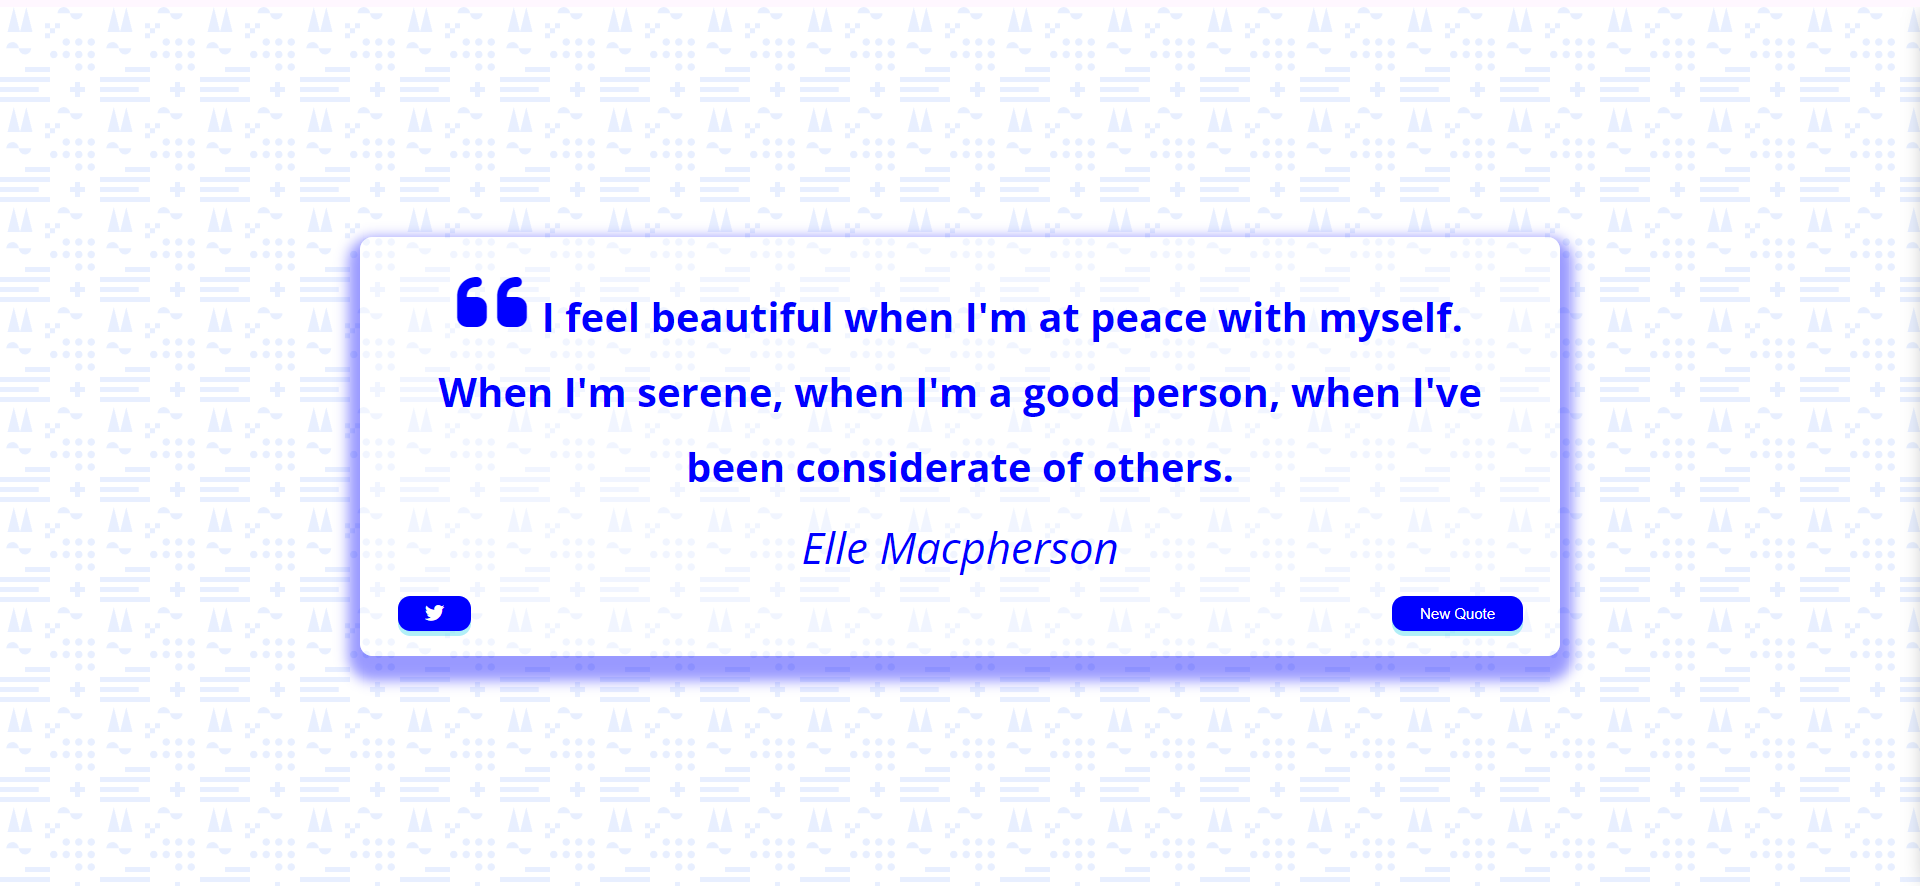 I feel beautiful when I'm at peace with myself.
When I'm serene, when I'm a good person, when I've
been considerate of others.
Elle Macpherson
New Quote